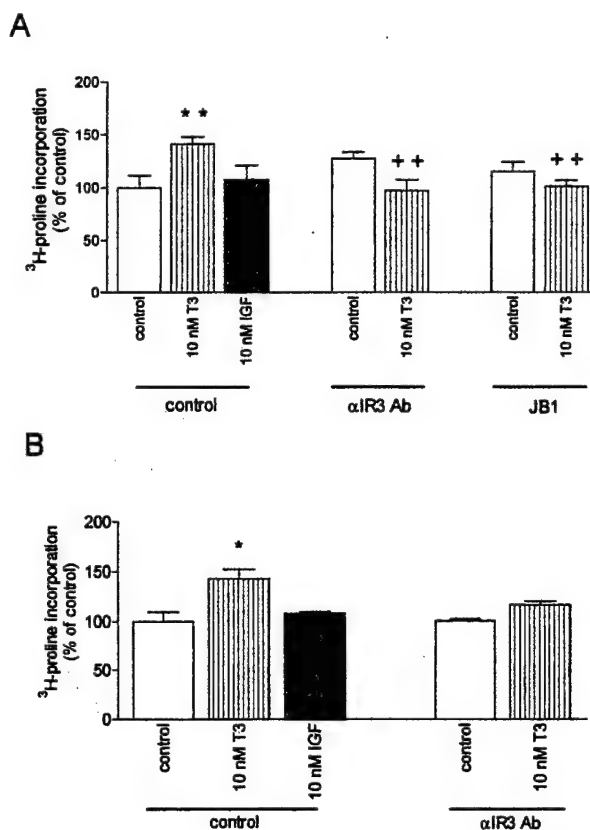 A
³H-proline incorporation
(% of control)
200
150
100
50
0
* *
+ +
+ +
control
10 nM T3
10 nM IGF
control
10 nM T3
control
10 nM T3
control
αIR3 Ab
JB1
B
³H-proline incorporation
(% of control)
200
150
100
50
0
*
control
10 nM T3
10 nM IGF
control
10 nM T3
control
αIR3 Ab